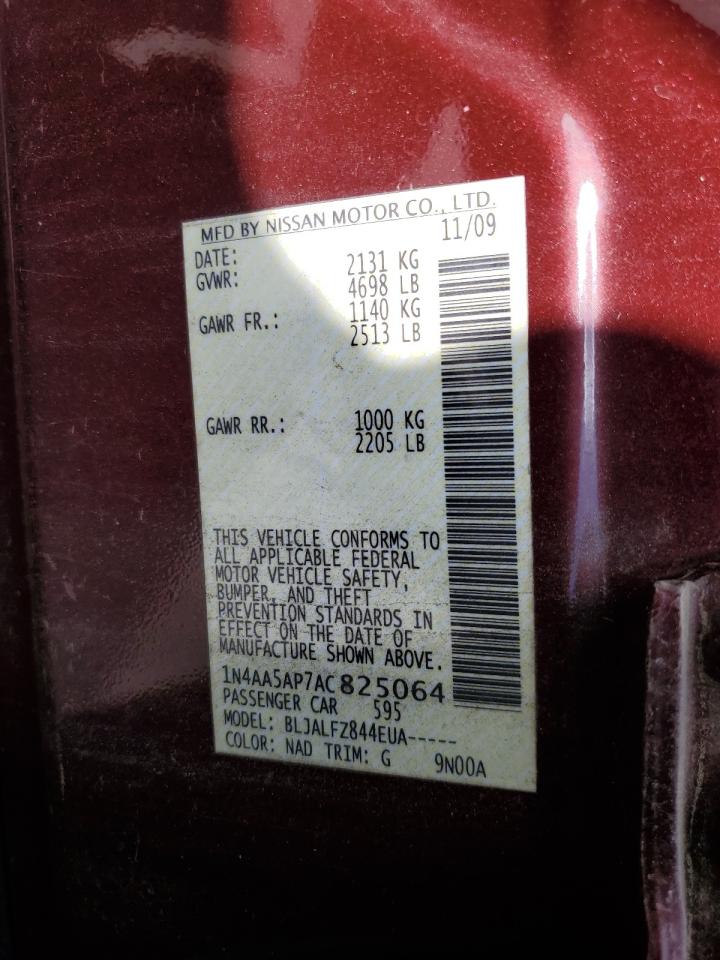 MFD BY NISSAN MOTOR CO., LTD.
DATE: 11/09
GVWR: 2131 KG
4698 LB
GAWR FR.: 1140 KG
2513 LB
GAWR RR.: 1000 KG
2205 LB
THIS VEHICLE CONFORMS TO
ALL APPLICABLE FEDERAL
MOTOR VEHICLE SAFETY,
BUMPER, AND THEFT
PREVENTION STANDARDS IN
EFFECT ON THE DATE OF
MANUFACTURE SHOWN ABOVE.
1N4AA5AP7AC825064
PASSENGER CAR 595
MODEL: BLJALFZ844EUA-----
COLOR: NAD TRIM: G 9N00A